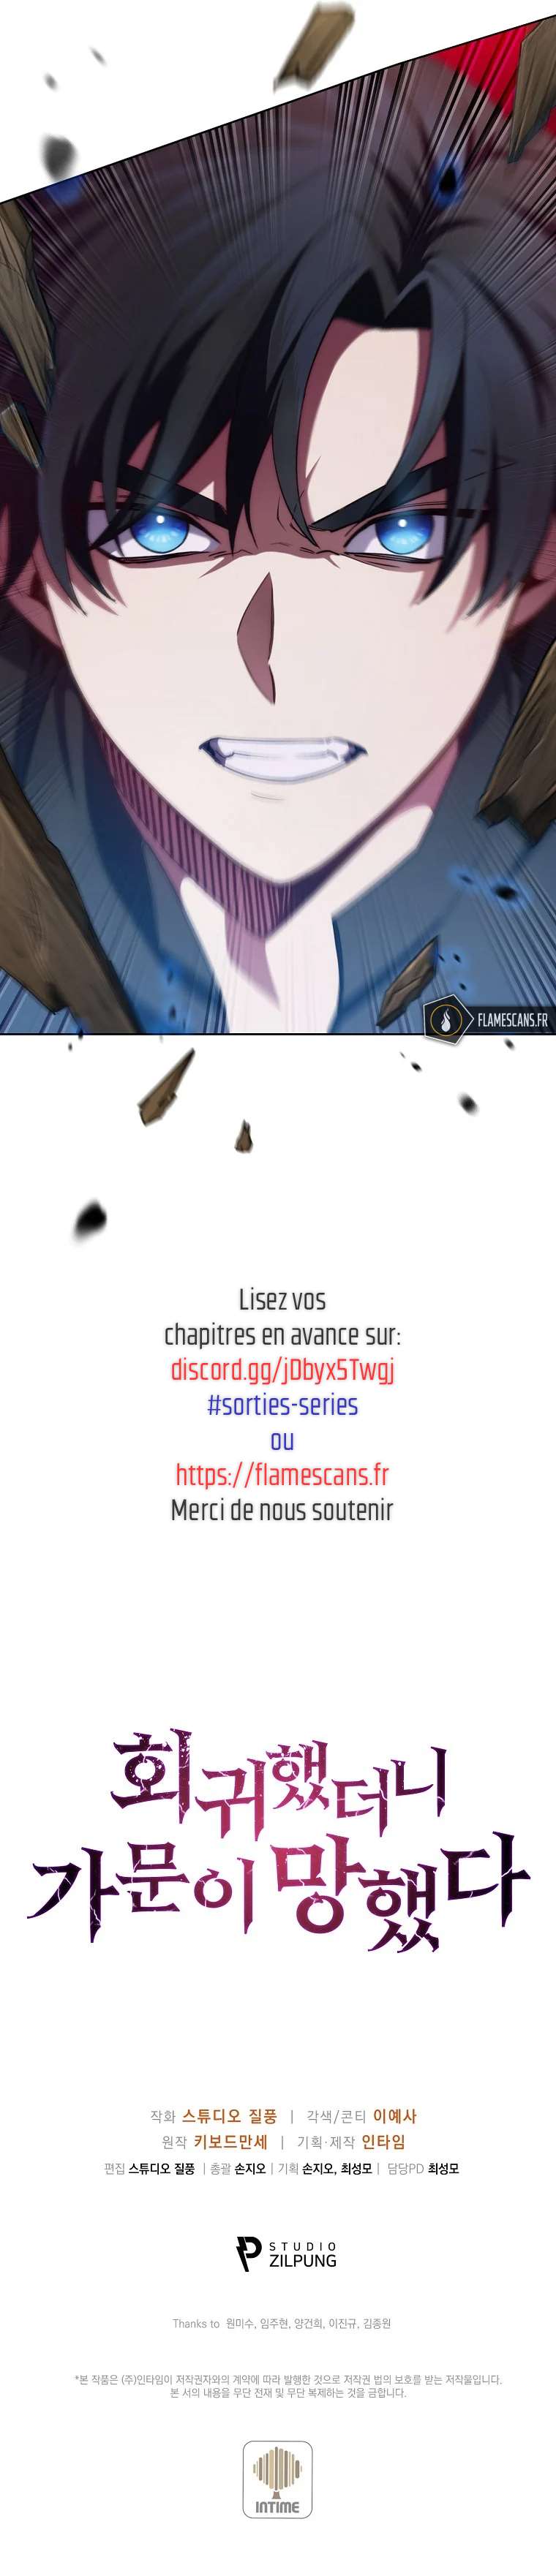 FLAMESCANS.FR
Lisez vos
chapitres en avance sur:
discord.gg/jDbyx5Twgj
#sorties-series
ou
https://flamescans.fr
Merci de nous soutenir
회귀했더니
가문이 망했다
작화 스튜디오 질풍 | 각색/콘티 이예사
원작 키보드만세 | 기획·제작 인타임
편집 스튜디오 질풍 | 총괄 손지오 | 기획 손지오, 최성모 | 담당PD 최성모
STUDIO
ZILPUNG
Thanks to 원미수, 임주현, 양건희, 이진규, 김종원
*본 작품은 (주)인타임이 저작권자와의 계약에 따라 발행한 것으로 저작권 법의 보호를 받는 저작물입니다.
본 서의 내용을 무단 전재 및 무단 복제하는 것을 금합니다.
INTIME